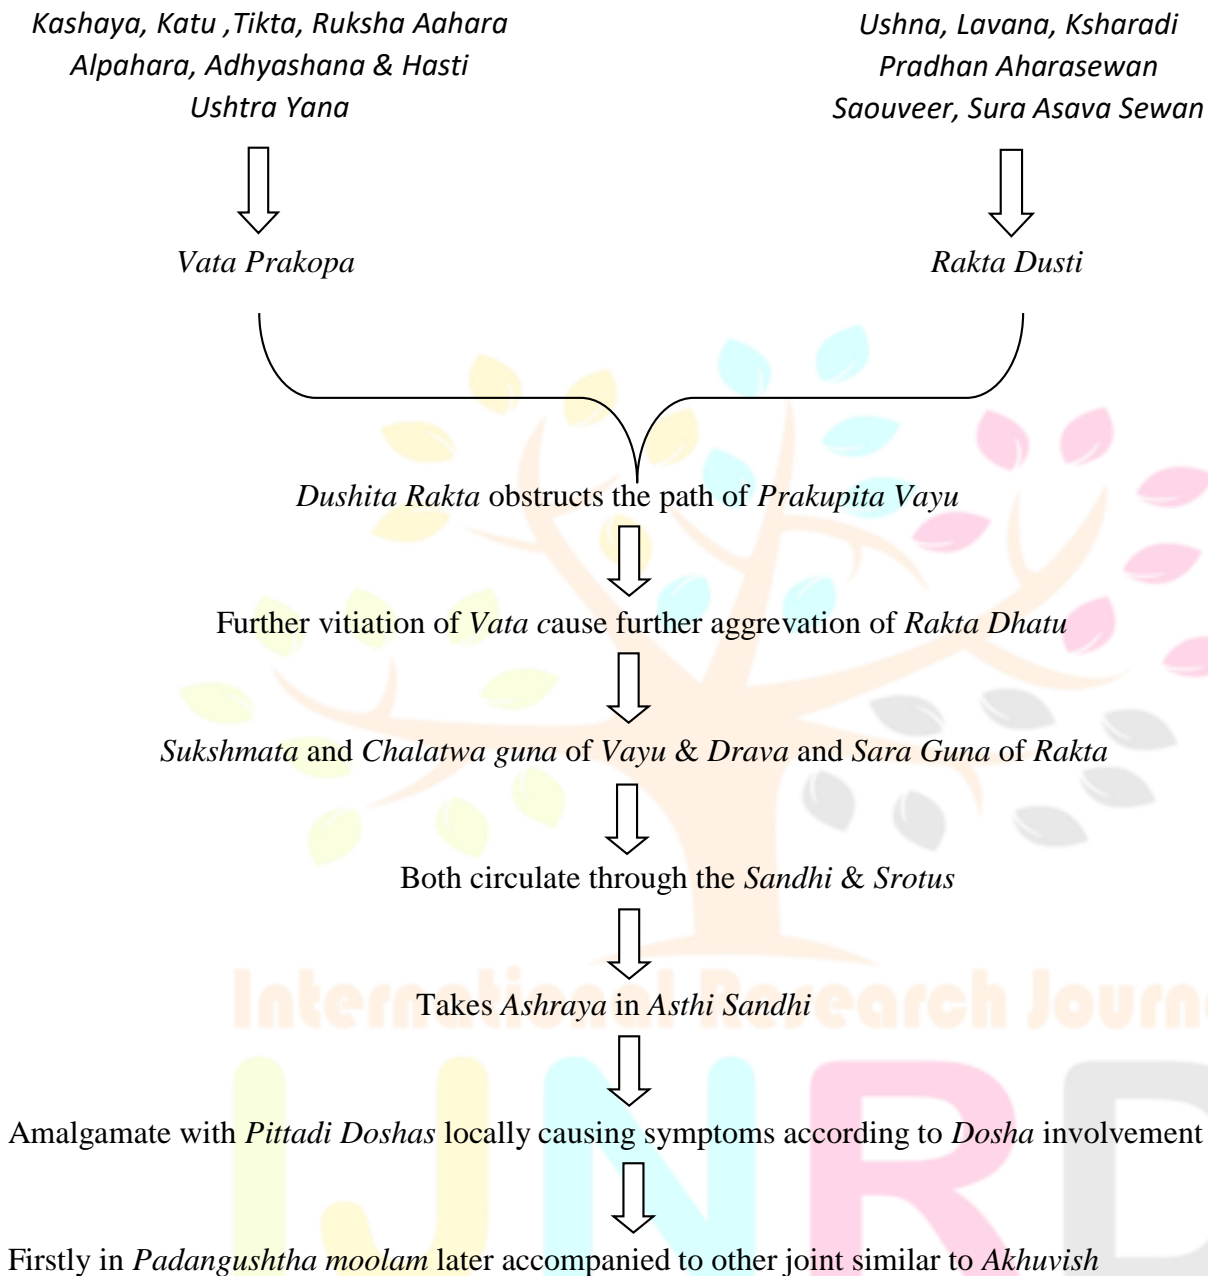 Kashaya, Katu ,Tikta, Ruksha Aahara
Alpahara, Adhyashana & Hasti
Ushtra Yana
Ushna, Lavana, Ksharadi
Pradhan Aharasewan
Saouveer, Sura Asava Sewan
Vata Prakopa
Rakta Dusti
Dushita Rakta obstructs the path of Prakupita Vayu
Further vitiation of Vata cause further aggrevation of Rakta Dhatu
Sukshmata and Chalatwa guna of Vayu & Drava and Sara Guna of Rakta
Both circulate through the Sandhi & Srotus
International Research Journ
Takes Ashraya in Asthi Sandhi
IJNRD
Amalgamate with Pittadi Doshas locally causing symptoms according to Dosha involvement
Firstly in Padangushtha moolam later accompanied to other joint similar to Akhuvish